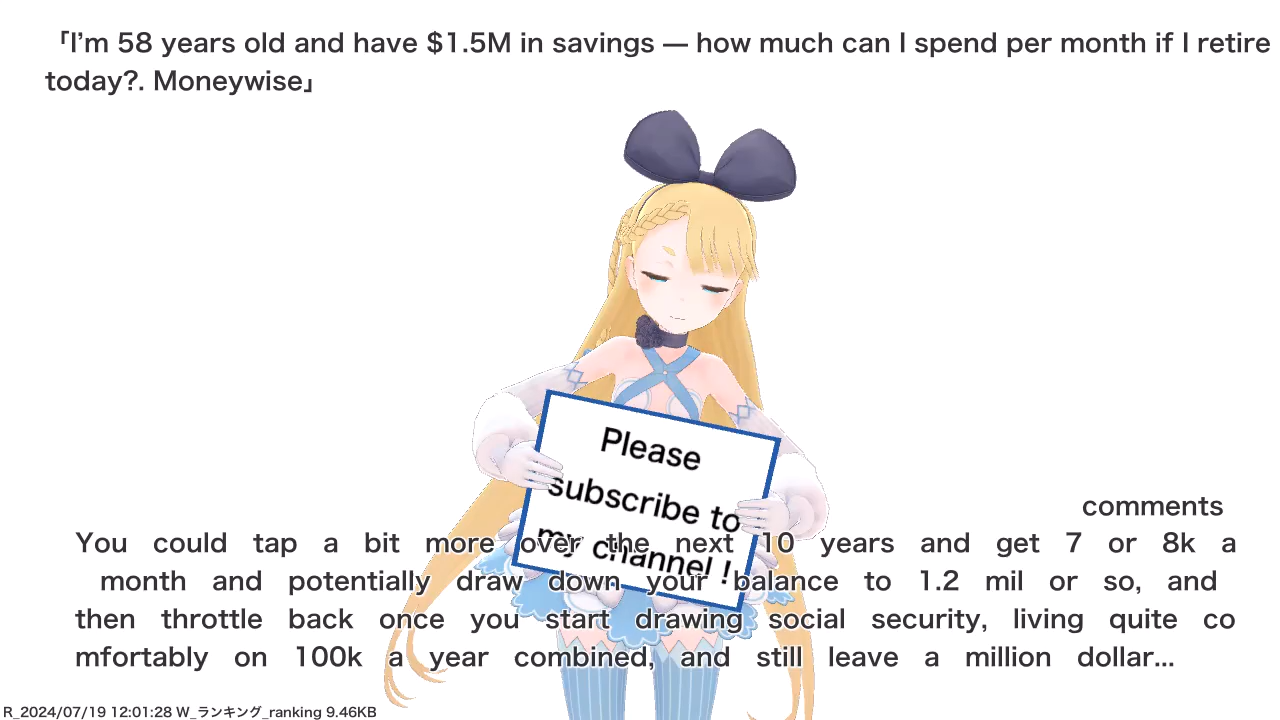 「I'm 58 years old and have $1.5M in savings — how much can I spend per month if I retire
today?. Moneywise」
Please
subscribe to
my channel !
comments
You could tap a bit more over the next 10 years and get 7 or 8k a
month and potentially draw down your balance to 1.2 mil or so, and
then throttle back once you start drawing social security, living quite co
mfortably on 100k a year combined, and still leave a million dollar...
R_2024/07/19 12:01:28 W_ランキング_ranking 9.46KB